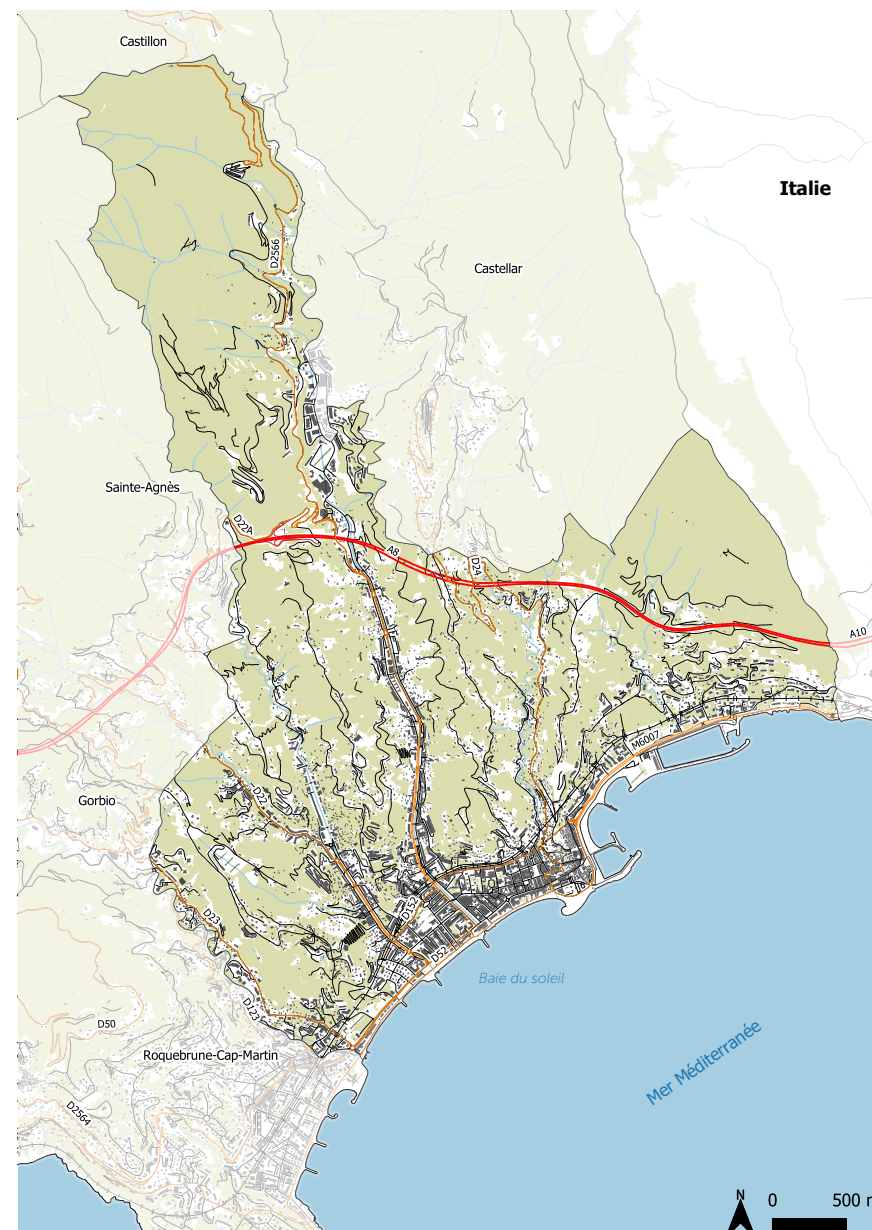 Castillon
Italie
D2566
Castellar
Sainte-Agnès
D22A
A8
D24
A10
M6007
Gorbio
D22
D23
D152
D52
Baie du soleil
D123
D50
Roquebrune-Cap-Martin
Mer Méditerranée
D2564
N
0 500 m